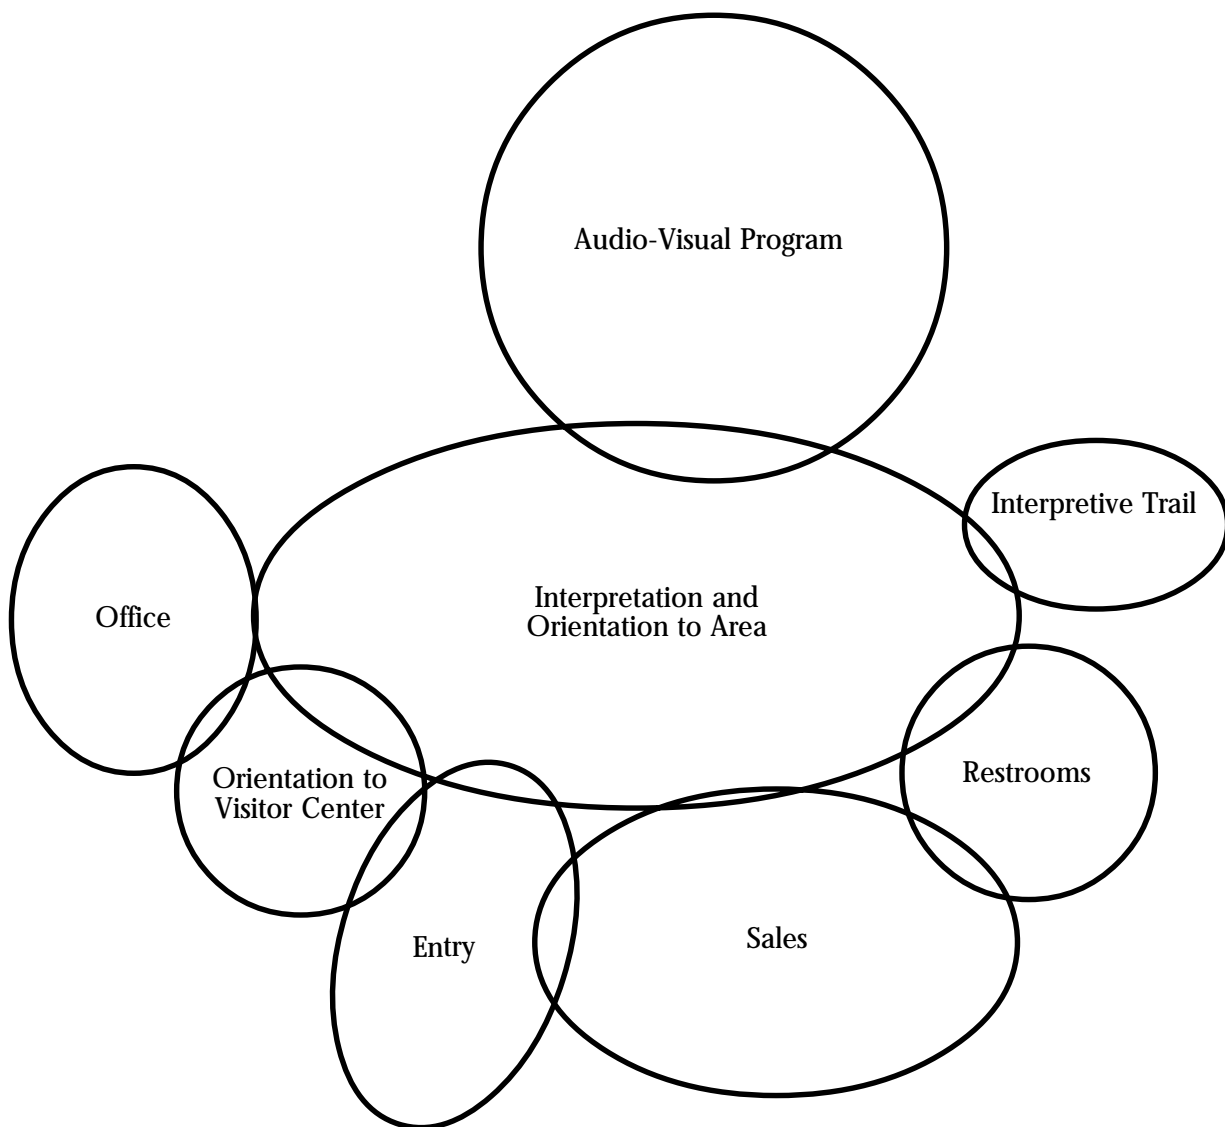 Audio-Visual Program
Interpretive Trail
Interpretation and
Orientation to Area
Office
Orientation to
Visitor Center
Restrooms
Entry
Sales